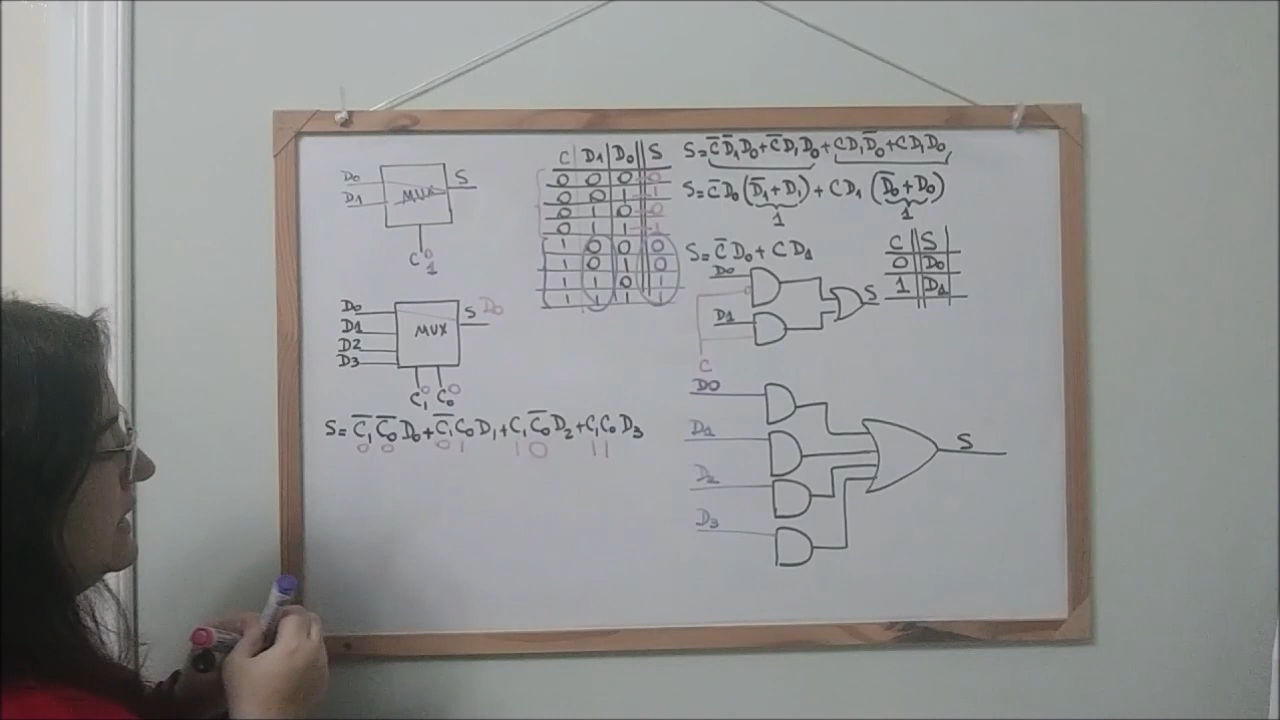 D0
D1
MUX
S
C 0
1
C D1 D0 S
0 0 0 0
0 0 1 1
0 1 0 0
0 1 1 1
1 0 0 0
1 0 1 0
1 1 0 1
1 1 1 1
S=C̅D̅1D0+C̅D1D0+CD1D̅0+CD1D0
S=C̅D0(D̅1+D1)+CD1(D̅0+D0)
1 1
S=C̅D0+CD1
C S
0 D0
1 D1
D0
D1
C
S
D0
D1
D2
D3
MUX
S D0
C1 0 C0 0
S=C̅1C̅0D0+C̅1C0D1+C1C̅0D2+C1C0D3
0 0 0 1 1 0 1 1
D0
D1
D2
D3
S